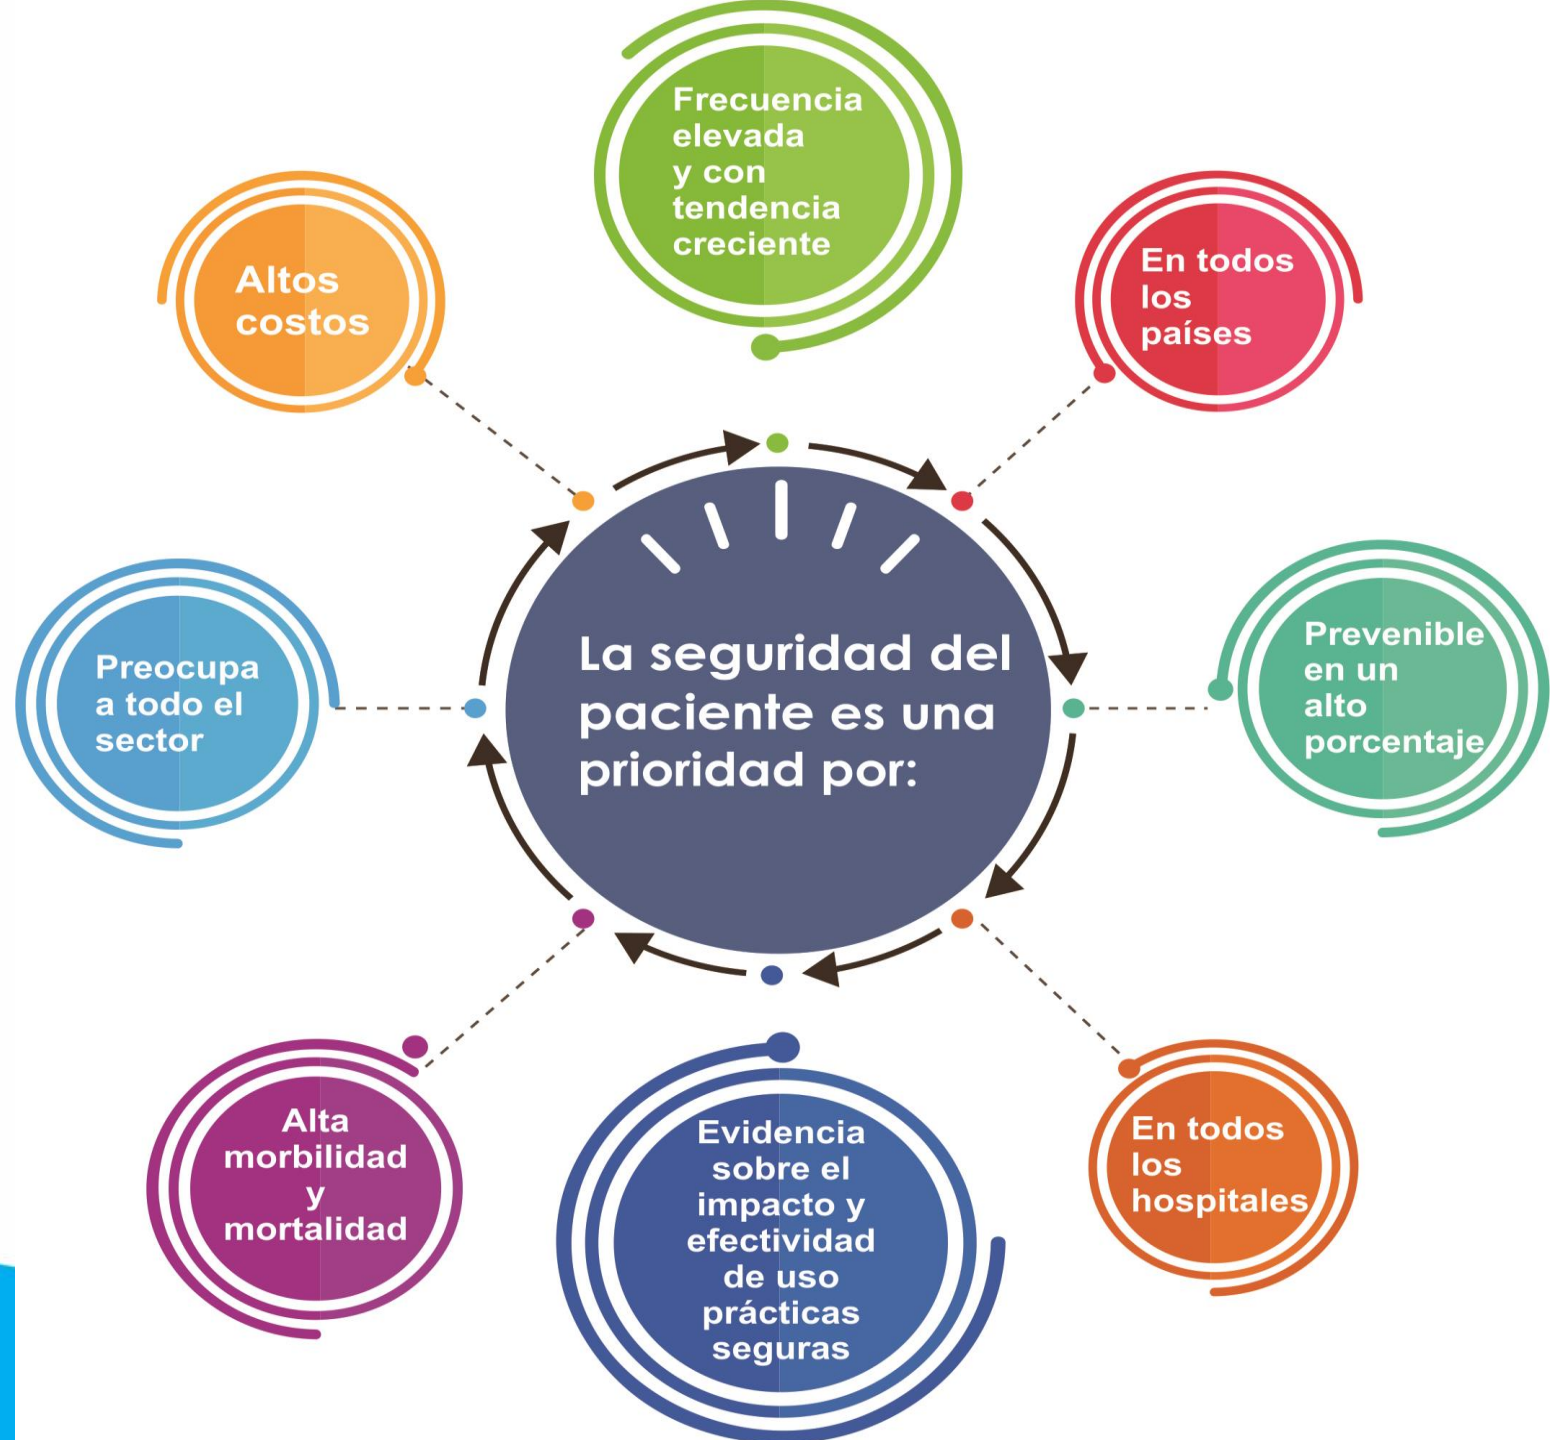 Frecuencia
elevada
y con
tendencia
creciente
En todos
los
países
Prevenible
en un
alto
porcentaje
En todos
los
hospitales
Evidencia
sobre el
impacto y
efectividad
de uso
prácticas
seguras
Alta
morbilidad
y
mortalidad
Preocupa
a todo el
sector
Altos
costos
La seguridad del
paciente es una
prioridad por: